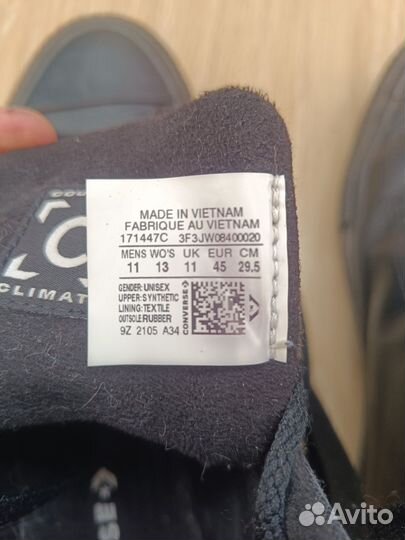 MADE IN VIETNAM
FABRIQUE AU VIETNAM
171447C 3F3JW08400020
MENS WO'S UK EUR CM
11 13 11 45 29.5
GENDER: UNISEX
UPPER: SYNTHETIC
LINING: TEXTILE
OUTSOLE: RUBBER
9Z 2105 A34
CONVERSE
CLIMAT
Avito